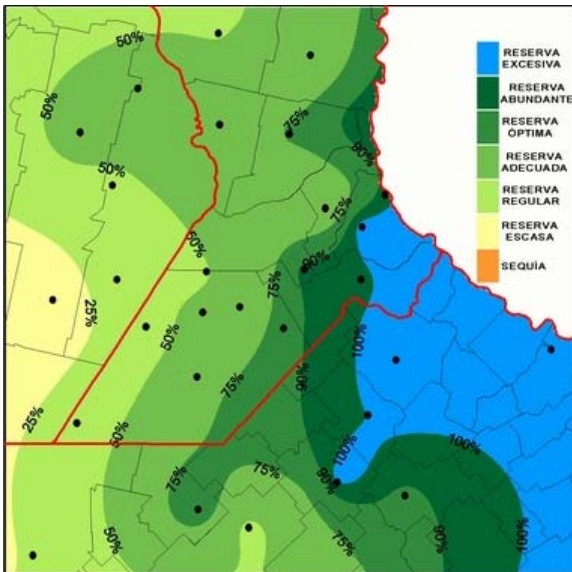 50%
50%
50%
75%
90%
50%
75%
50%
90%
75%
25%
50%
100%
75%
90%
25%
50%
100%
100%
75%
75%
90%
50%
75%
90%
100%
RESERVA
EXCESIVA
RESERVA
ABUNDANTE
RESERVA
ÓPTIMA
RESERVA
ADECUADA
RESERVA
REGULAR
RESERVA
ESCASA
SEQUÍA